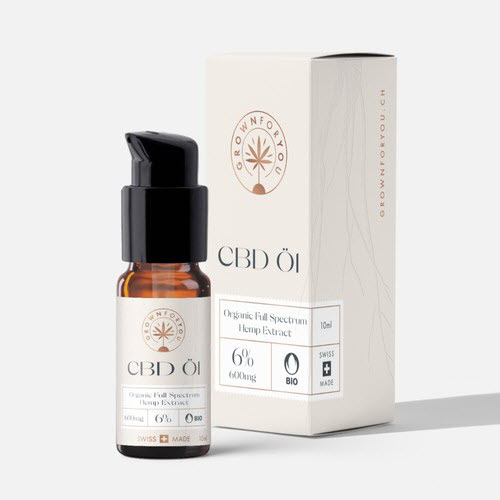 GROWNFORYOU
CBD Öl
Organic Full Spectrum
Hemp Extract
6%
600mg
BIO
10ml
SWISS
MADE
GROWNFORYOU.CH
GROWNFORYOU
CBD Öl
Organic Full Spectrum
Hemp Extract
600mg
6%
BIO
SWISS MADE
10ml